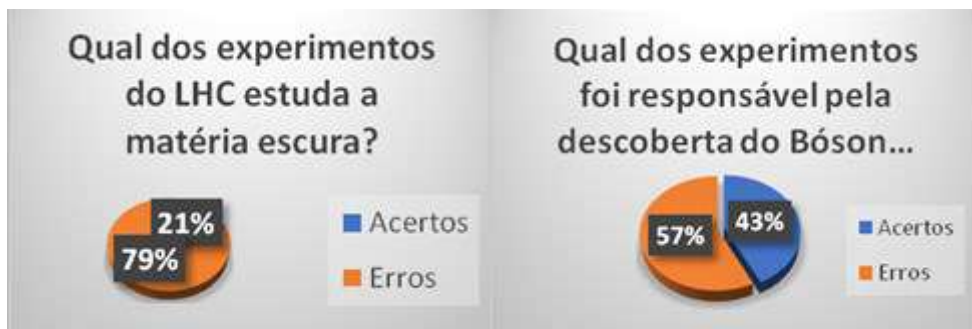 Qual dos experimentos
do LHC estuda a
matéria escura?
21%
79%
Acertos
Erros
Qual dos experimentos
foi responsável pela
descoberta do Bóson...
57%
43%
Acertos
Erros